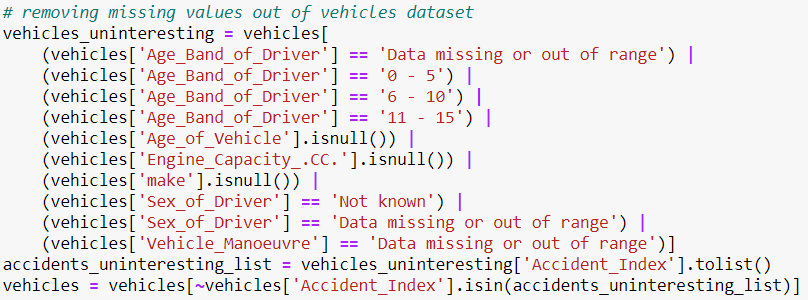 # removing missing values out of vehicles dataset
vehicles_uninteresting = vehicles[
    (vehicles['Age_Band_of_Driver'] == 'Data missing or out of range') |
    (vehicles['Age_Band_of_Driver'] == '0 - 5') |
    (vehicles['Age_Band_of_Driver'] == '6 - 10') |
    (vehicles['Age_Band_of_Driver'] == '11 - 15') |
    (vehicles['Age_of_Vehicle'].isnull()) |
    (vehicles['Engine_Capacity_.CC.'].isnull()) |
    (vehicles['make'].isnull()) |
    (vehicles['Sex_of_Driver'] == 'Not known') |
    (vehicles['Sex_of_Driver'] == 'Data missing or out of range') |
    (vehicles['Vehicle_Manoeuvre'] == 'Data missing or out of range')]
accidents_uninteresting_list = vehicles_uninteresting['Accident_Index'].tolist()
vehicles = vehicles[~vehicles['Accident_Index'].isin(accidents_uninteresting_list)]